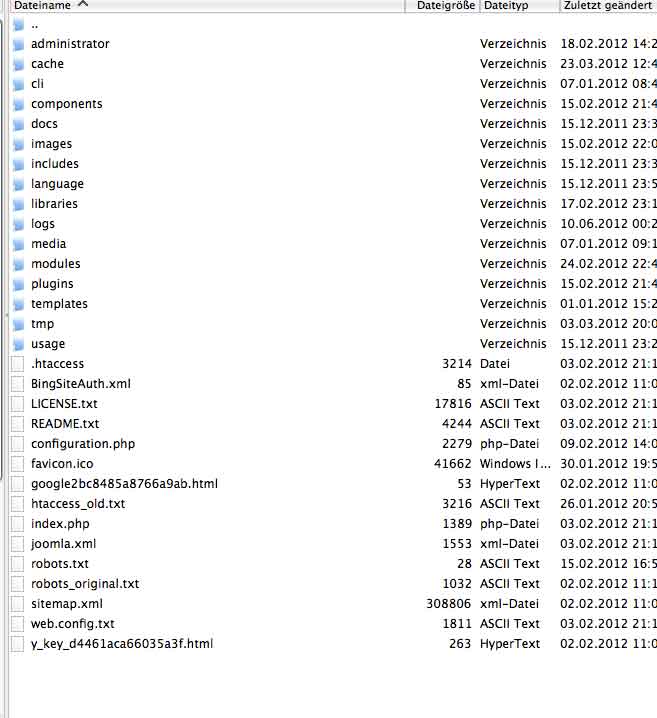 Dateiname Dateigröße Dateityp Zuletzt geändert
..
administrator Verzeichnis 18.02.2012 14:2
cache Verzeichnis 23.03.2012 12:4
cli Verzeichnis 07.01.2012 08:4
components Verzeichnis 15.02.2012 21:4
docs Verzeichnis 15.12.2011 23:3
images Verzeichnis 15.02.2012 22:0
includes Verzeichnis 15.12.2011 23:3
language Verzeichnis 15.12.2011 23:5
libraries Verzeichnis 17.02.2012 23:1
logs Verzeichnis 10.06.2012 00:2
media Verzeichnis 07.01.2012 09:1
modules Verzeichnis 24.02.2012 22:4
plugins Verzeichnis 15.02.2012 21:4
templates Verzeichnis 01.01.2012 15:2
tmp Verzeichnis 03.03.2012 20:0
usage Verzeichnis 15.12.2011 23:2
.htaccess 3214 Datei 03.02.2012 21:1
BingSiteAuth.xml 85 xml-Datei 02.02.2012 11:0
LICENSE.txt 17816 ASCII Text 03.02.2012 21:1
README.txt 4244 ASCII Text 03.02.2012 21:1
configuration.php 2279 php-Datei 09.02.2012 14:0
favicon.ico 41662 Windows I... 30.01.2012 19:5
google2bc8485a8766a9ab.html 53 HyperText 02.02.2012 11:0
htaccess_old.txt 3216 ASCII Text 26.01.2012 20:5
index.php 1389 php-Datei 03.02.2012 21:1
joomla.xml 1553 xml-Datei 03.02.2012 21:1
robots.txt 28 ASCII Text 15.02.2012 16:5
robots_original.txt 1032 ASCII Text 02.02.2012 11:1
sitemap.xml 308806 xml-Datei 02.02.2012 11:0
web.config.txt 1811 ASCII Text 03.02.2012 21:1
y_key_d4461aca66035a3f.html 263 HyperText 02.02.2012 11:0